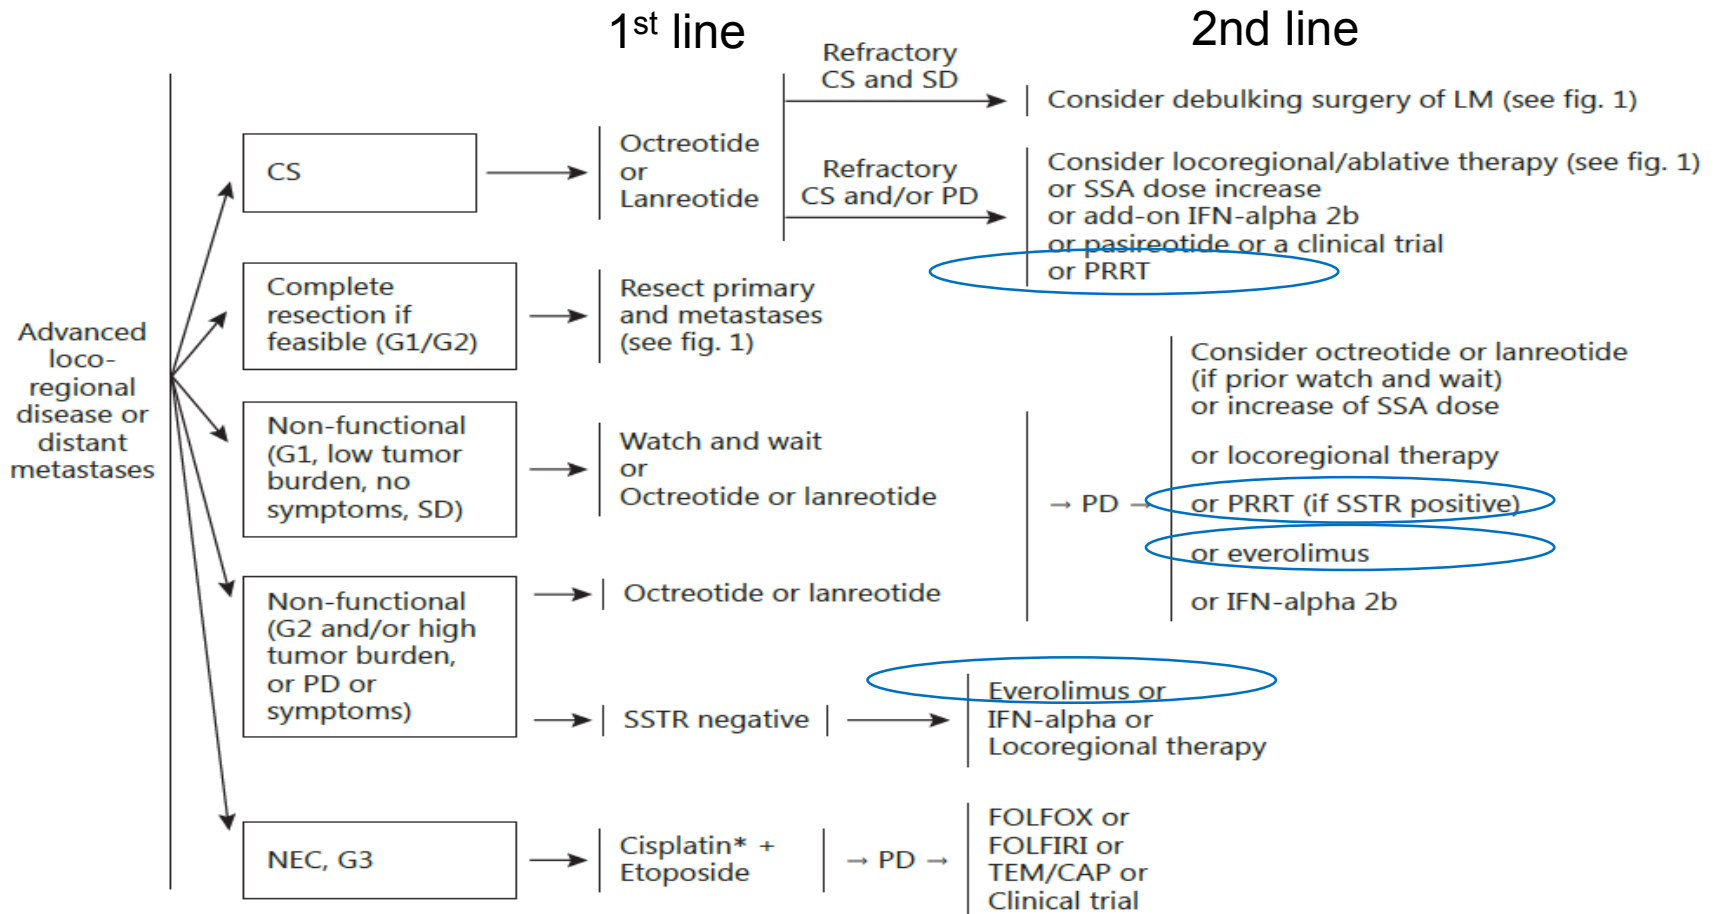 1st line
2nd line
Advanced
loco-
regional
disease or
distant
metastases
CS
Octreotide
or
Lanreotide
Refractory
CS and SD
Consider debulking surgery of LM (see fig. 1)
Refractory
CS and/or PD
Consider locoregional/ablative therapy (see fig. 1)
or SSA dose increase
or add-on IFN-alpha 2b
or pasireotide or a clinical trial
or PRRT
Complete
resection if
feasible (G1/G2)
Resect primary
and metastases
(see fig. 1)
Non-functional
(G1, low tumor
burden, no
symptoms, SD)
Watch and wait
or
Octreotide or lanreotide
Non-functional
(G2 and/or high
tumor burden,
or PD or
symptoms)
Octreotide or lanreotide
→ PD →
Consider octreotide or lanreotide
(if prior watch and wait)
or increase of SSA dose
or locoregional therapy
or PRRT (if SSTR positive)
or everolimus
or IFN-alpha 2b
SSTR negative
Everolimus or
IFN-alpha or
Locoregional therapy
NEC, G3
Cisplatin* +
Etoposide
→ PD →
FOLFOX or
FOLFIRI or
TEM/CAP or
Clinical trial